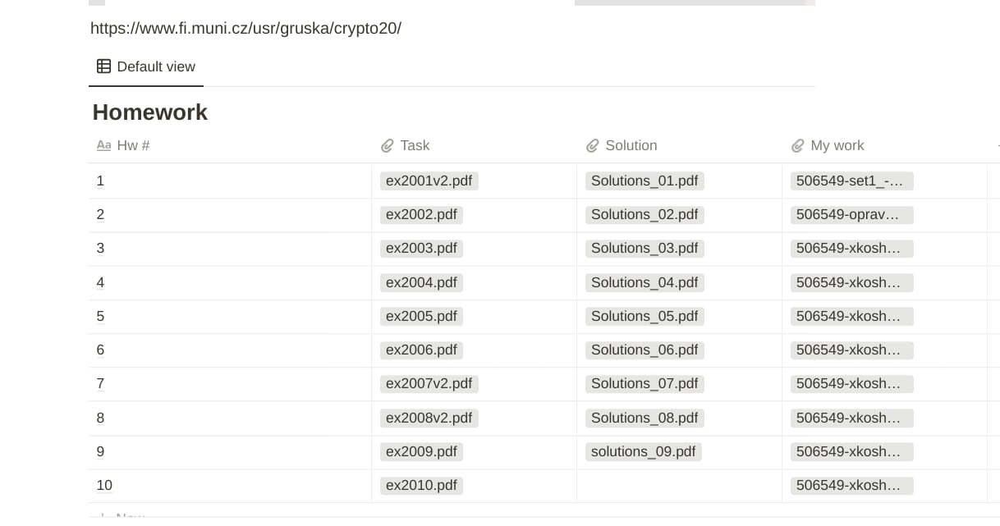 https://www.fi.muni.cz/usr/gruska/crypto20/
Default view
Homework
Aa Hw # Task Solution My work
1 ex2001v2.pdf Solutions_01.pdf 506549-set1_-…
2 ex2002.pdf Solutions_02.pdf 506549-oprav…
3 ex2003.pdf Solutions_03.pdf 506549-xkosh…
4 ex2004.pdf Solutions_04.pdf 506549-xkosh…
5 ex2005.pdf Solutions_05.pdf 506549-xkosh…
6 ex2006.pdf Solutions_06.pdf 506549-xkosh…
7 ex2007v2.pdf Solutions_07.pdf 506549-xkosh…
8 ex2008v2.pdf Solutions_08.pdf 506549-xkosh…
9 ex2009.pdf solutions_09.pdf 506549-xkosh…
10 ex2010.pdf 506549-xkosh…